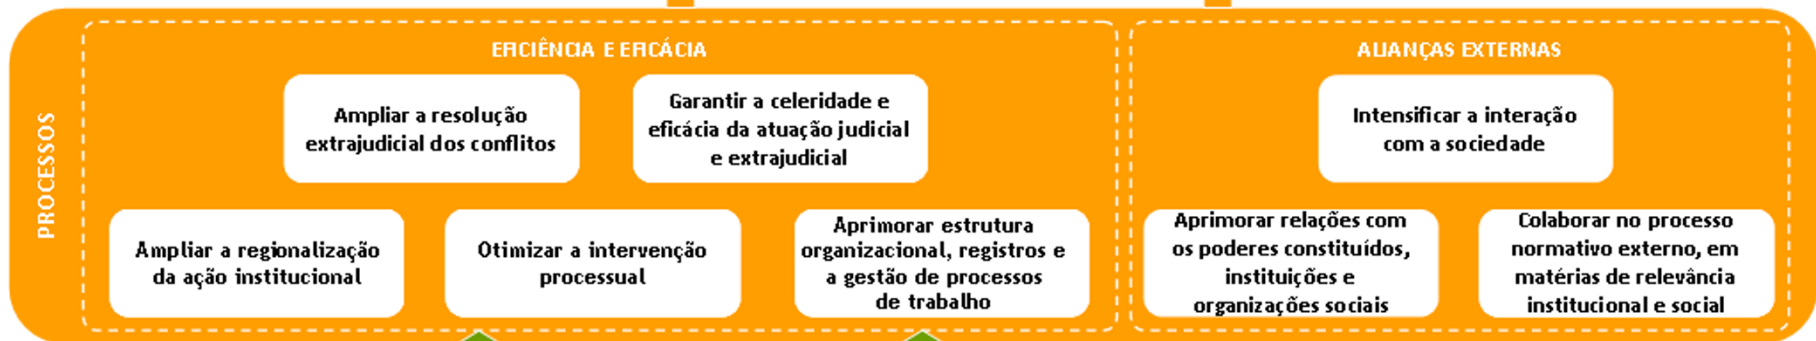 PROCESSOS
EFICIÊNCIA E EFICÁCIA
Ampliar a resolução
extrajudicial dos conflitos
Garantir a celeridade e
eficácia da atuação judicial
e extrajudicial
Ampliar a regionalização
da ação institucional
Otimizar a intervenção
processual
Aprimorar estrutura
organizacional, registros e
a gestão de processos
de trabalho
ALIANÇAS EXTERNAS
Intensificar a interação
com a sociedade
Aprimorar relações com
os poderes constituídos,
instituições e
organizações sociais
Colaborar no processo
normativo externo, em
matérias de relevância
institucional e social